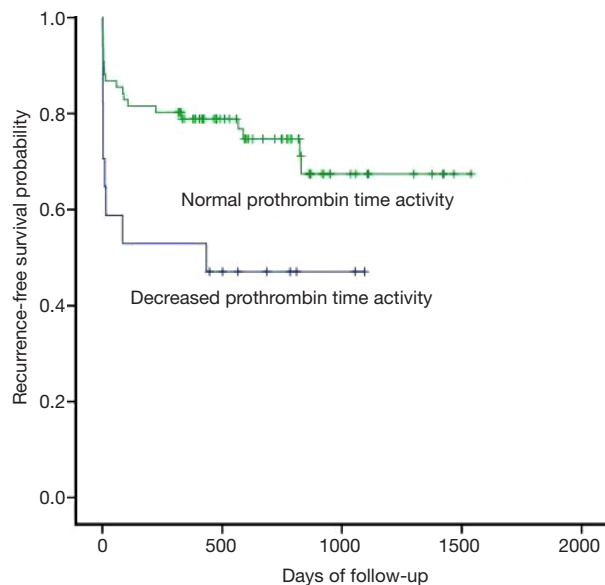 1.0
0.8
0.6
0.4
0.2
0.0
Recurrence-free survival probability
Normal prothrombin time activity
Decreased prothrombin time activity
0 500 1000 1500 2000
Days of follow-up